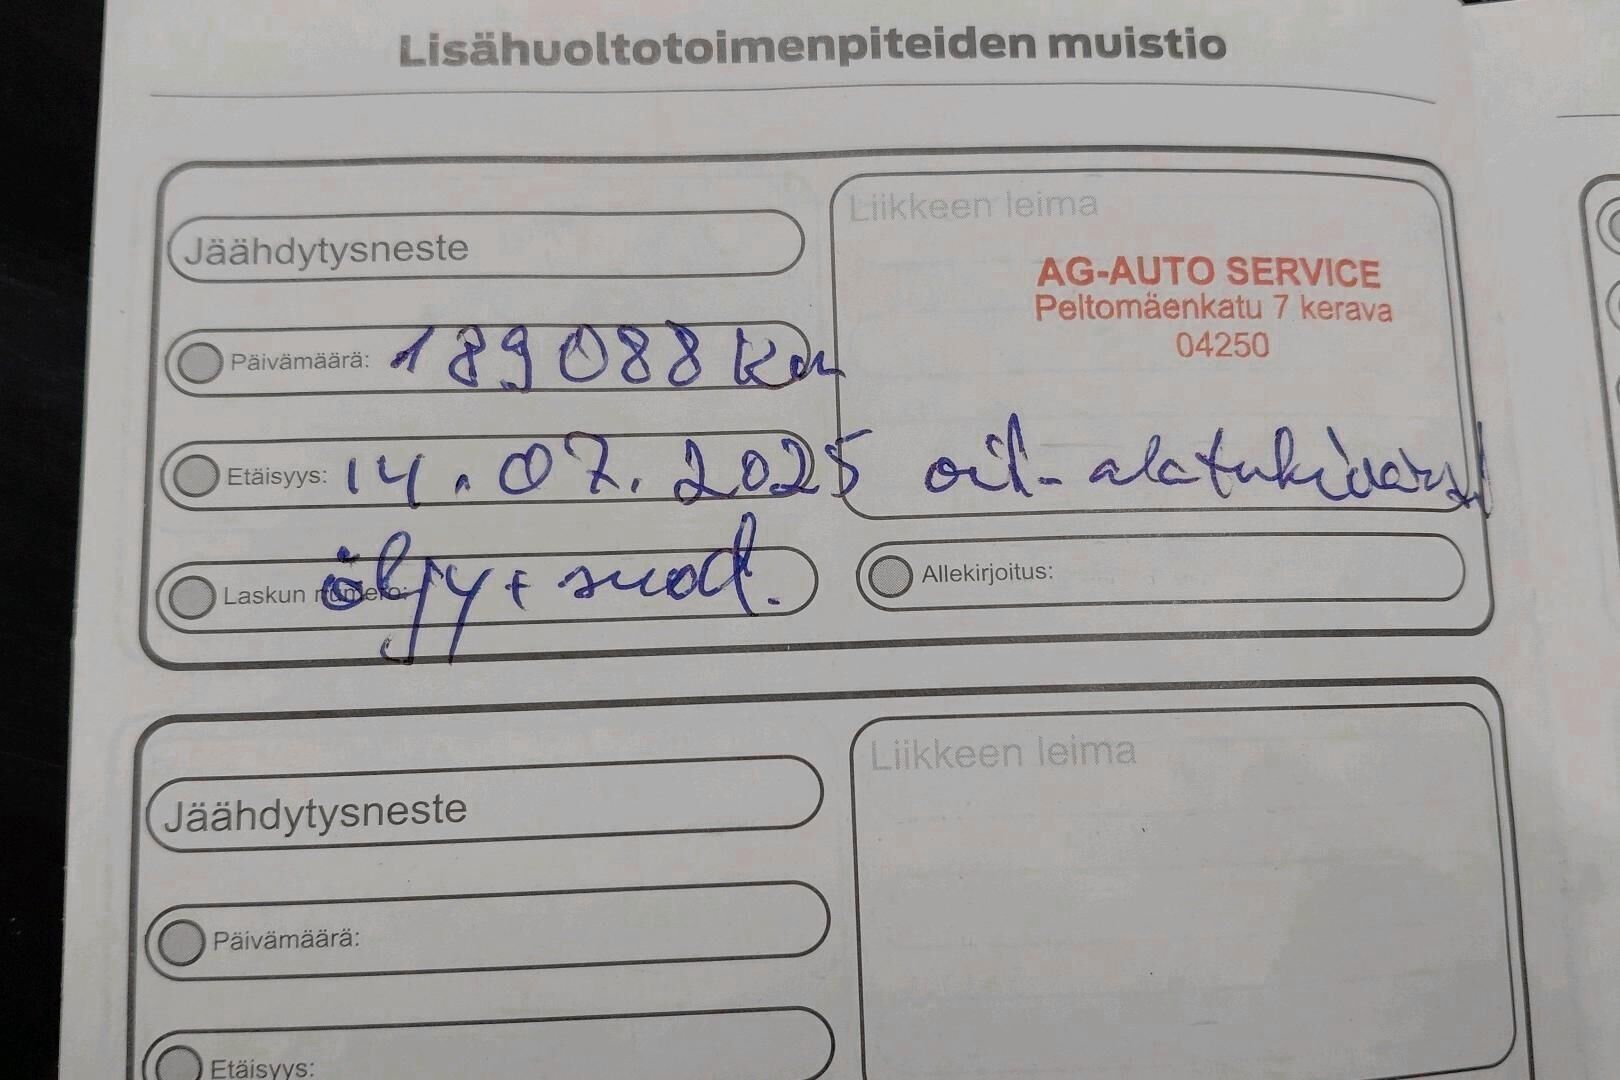 Lisähuoltotoimenpiteiden muistio
Jäähdytysneste
Päivämäärä: 189088 km
Etäisyys: 14.07.2025
Laskun numero: öljy + suod.
Liikkeen leima
AG-AUTO SERVICE
Peltomäenkatu 7 kerava
04250
alatukivarsi
Allekirjoitus:
Jäähdytysneste
Päivämäärä:
Etäisyys:
Liikkeen leima